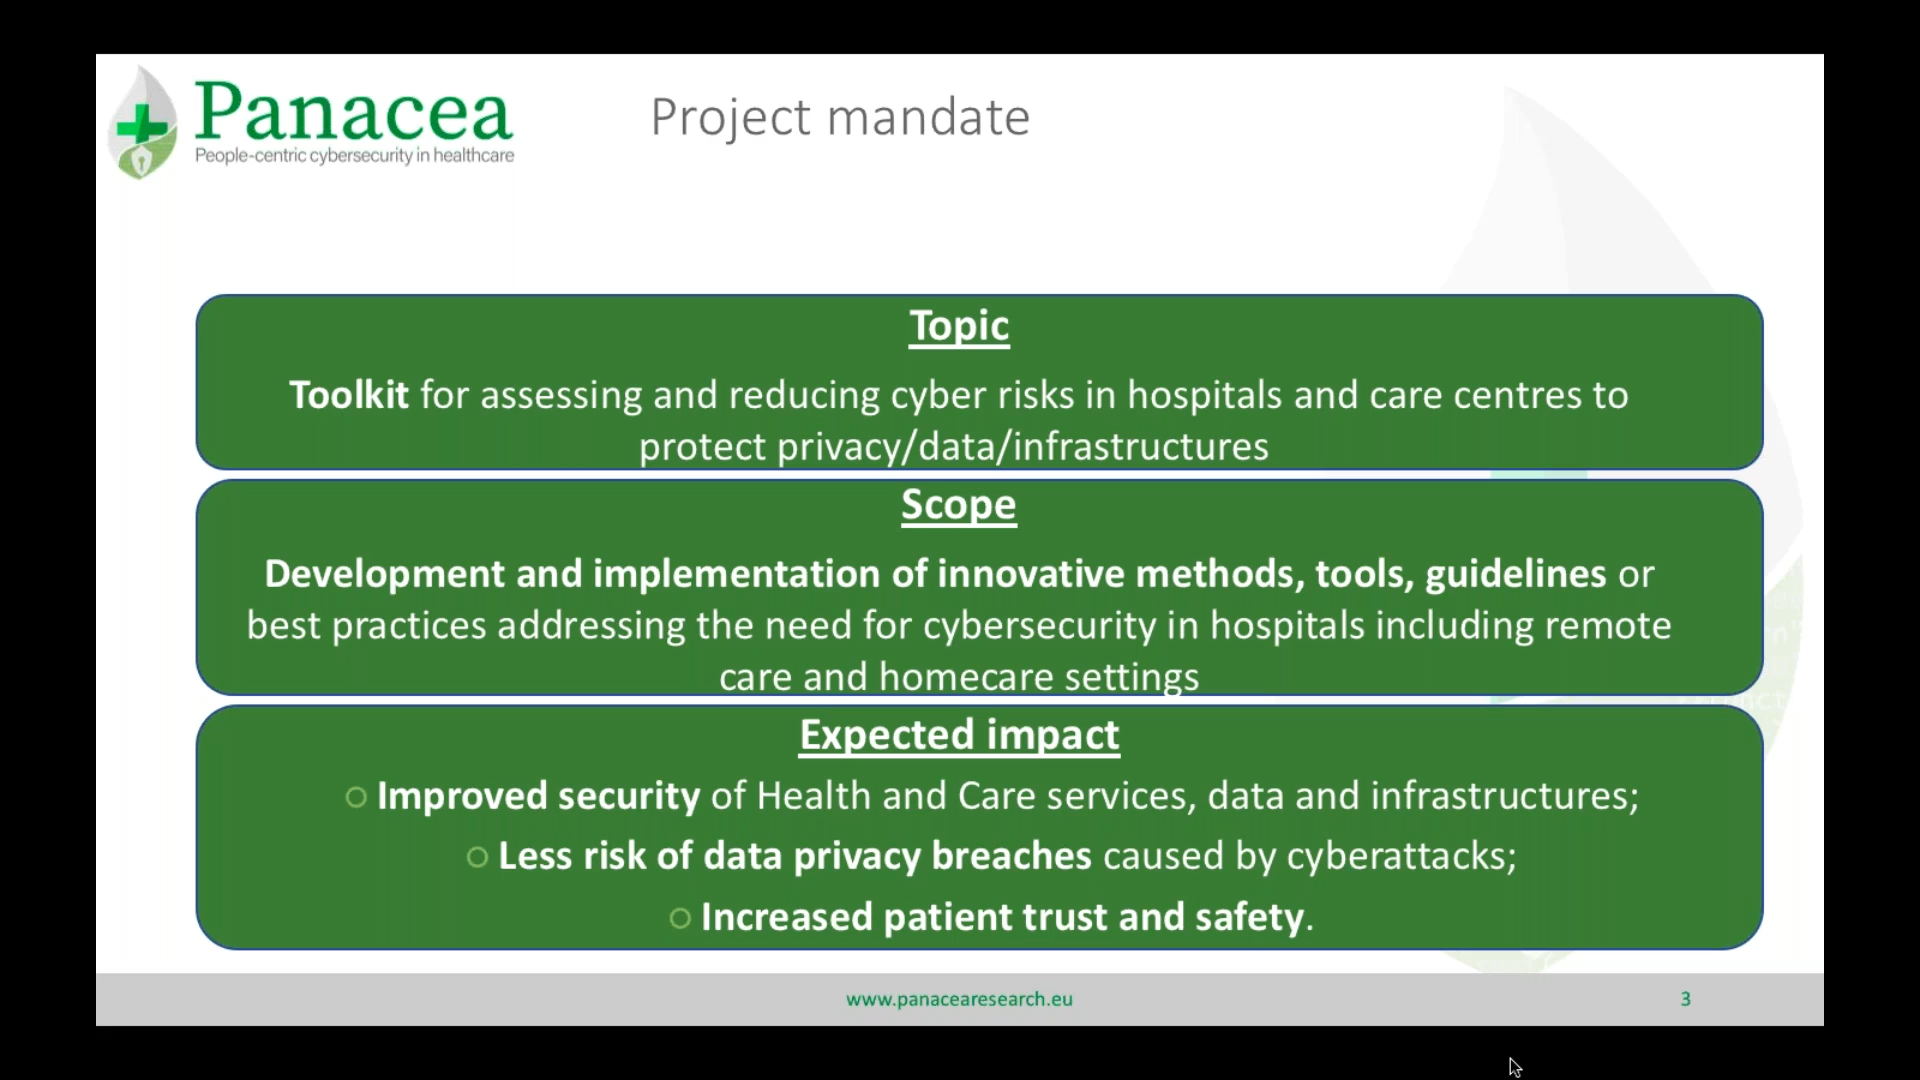 Panacea
People-centric cybersecurity in healthcare
Project mandate
Topic
Toolkit for assessing and reducing cyber risks in hospitals and care centres to
protect privacy/data/infrastructures
Scope
Development and implementation of innovative methods, tools, guidelines or
best practices addressing the need for cybersecurity in hospitals including remote
care and homecare settings
Expected impact
○ Improved security of Health and Care services, data and infrastructures;
○ Less risk of data privacy breaches caused by cyberattacks;
○ Increased patient trust and safety.
www.panacearesearch.eu
3